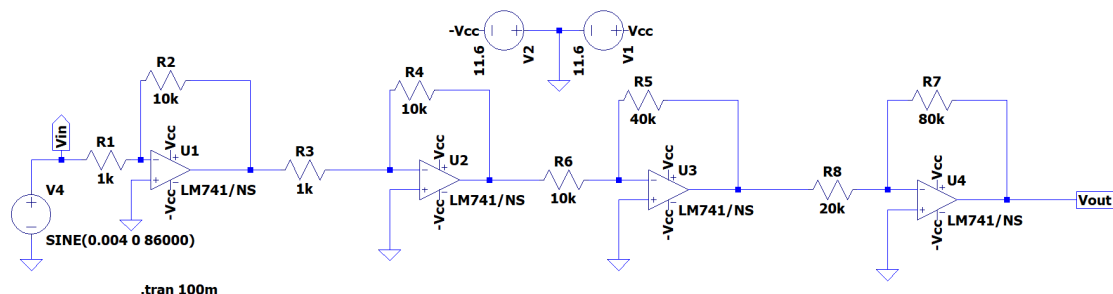 -Vcc
11.6
V2
11.6
V1
Vcc
Vin
V4
SINE(0.004 0 86000)
R1
1k
R2
10k
Vcc
U1
LM741/NS
-Vcc
R3
1k
R4
10k
Vcc
U2
LM741/NS
-Vcc
R6
10k
R5
40k
Vcc
U3
LM741/NS
-Vcc
R8
20k
R7
80k
Vcc
U4
LM741/NS
-Vcc
Vout
.tran 100m